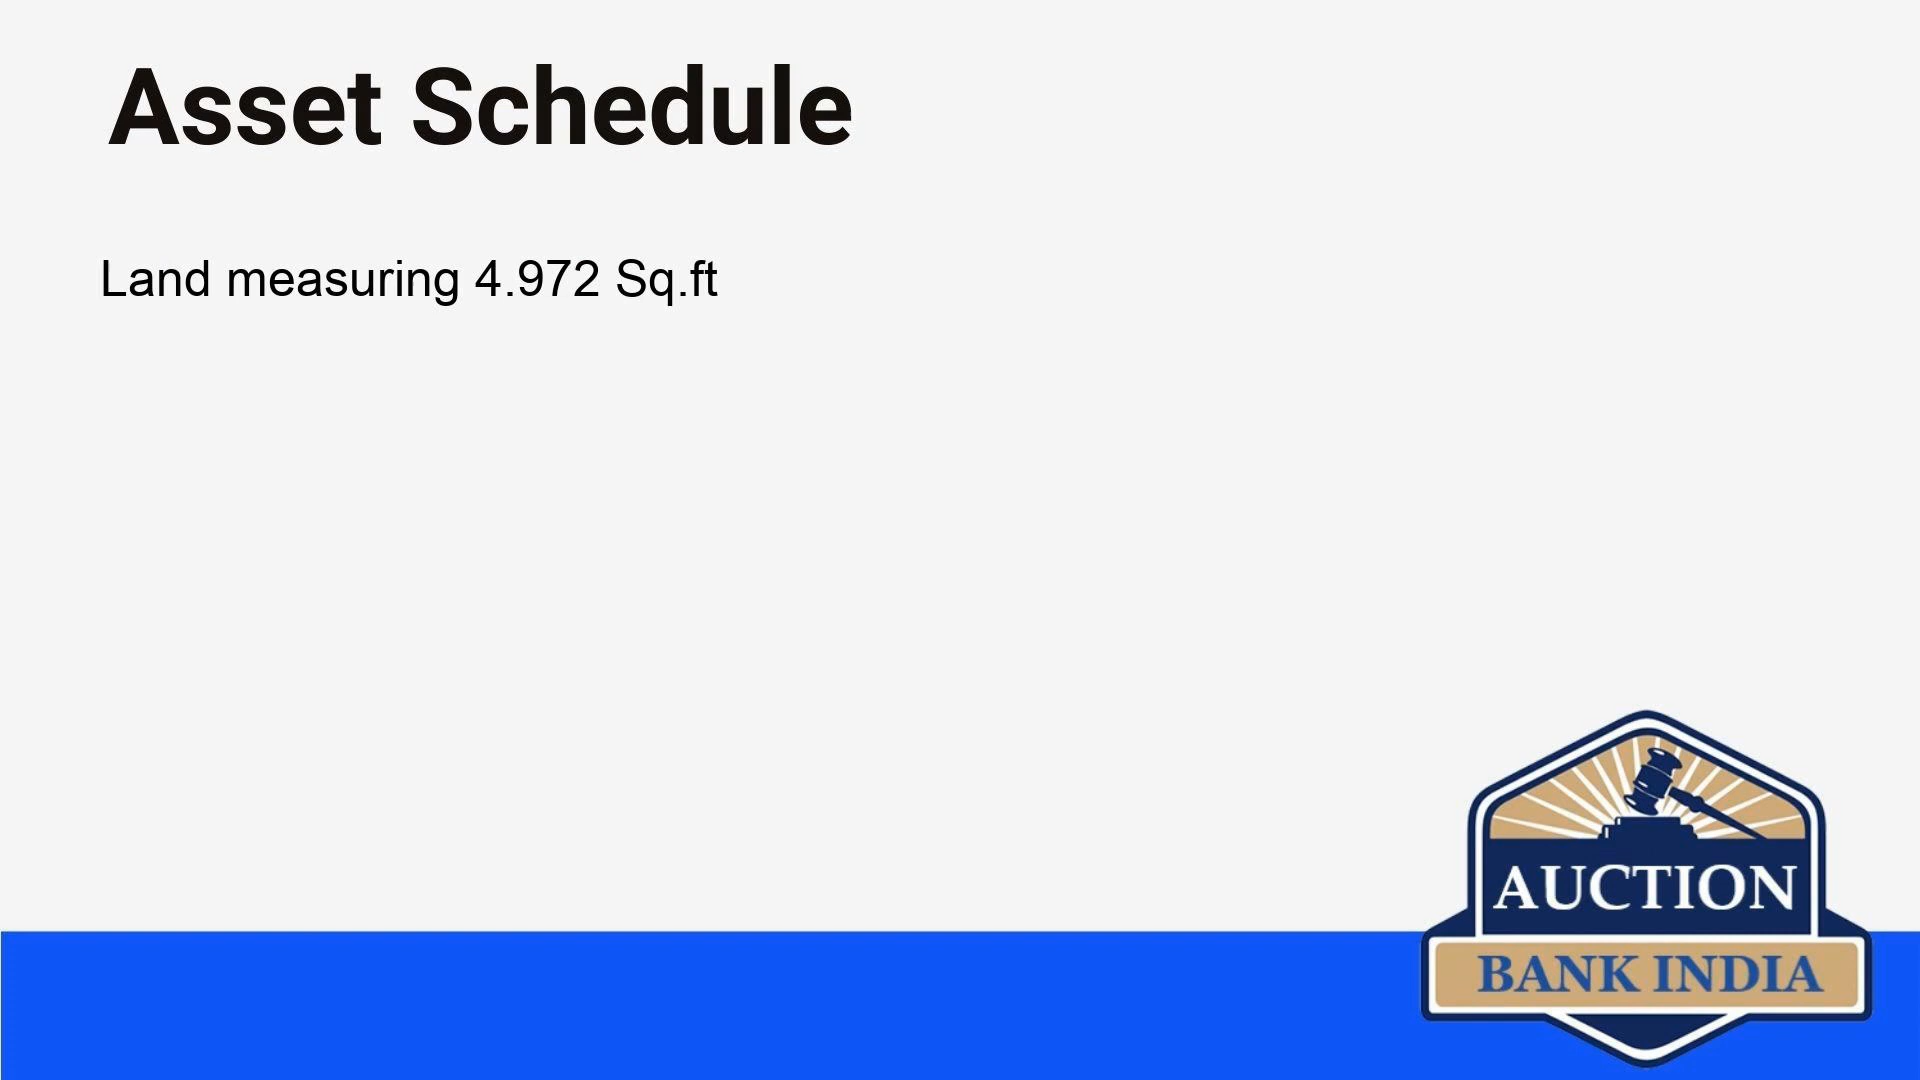 Asset Schedule
Land measuring 4.972 Sq.ft
AUCTION
BANK INDIA